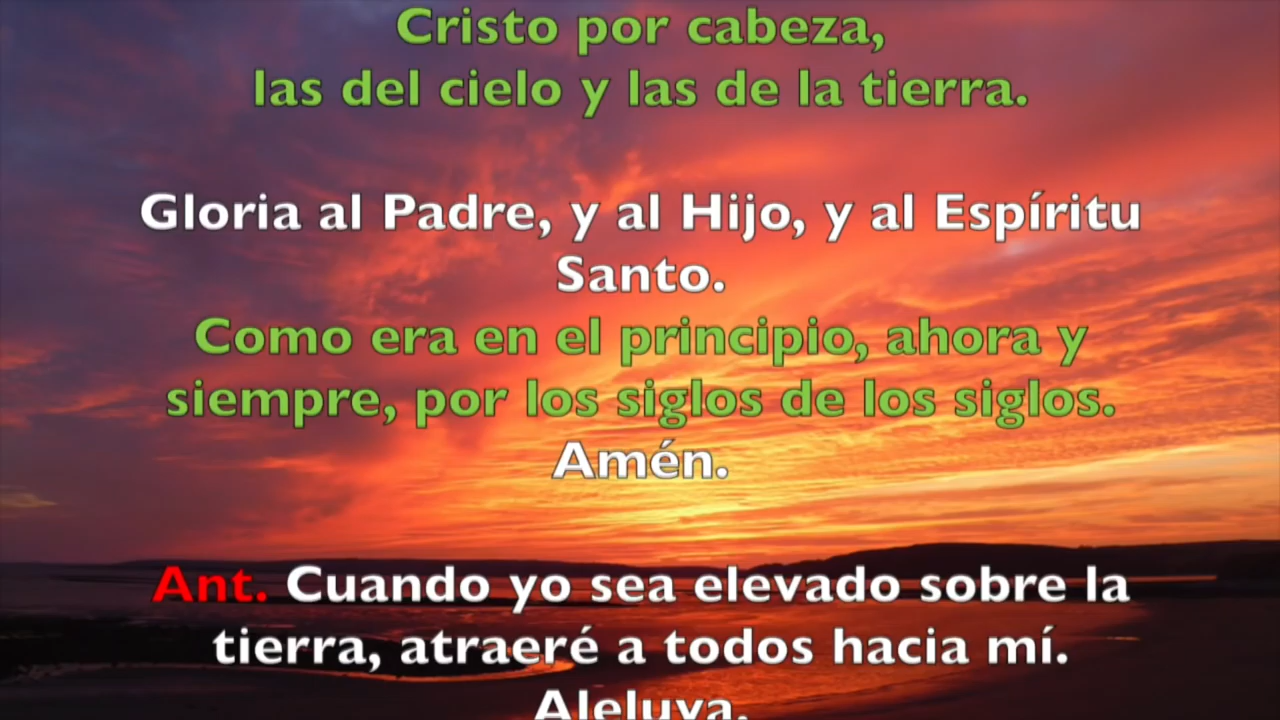 Cristo por cabeza,
las del cielo y las de la tierra.
Gloria al Padre, y al Hijo, y al Espíritu
Santo.
Como era en el principio, ahora y
siempre, por los siglos de los siglos.
Amén.
Ant. Cuando yo sea elevado sobre la
tierra, atraeré a todos hacia mí.
Aleluya.